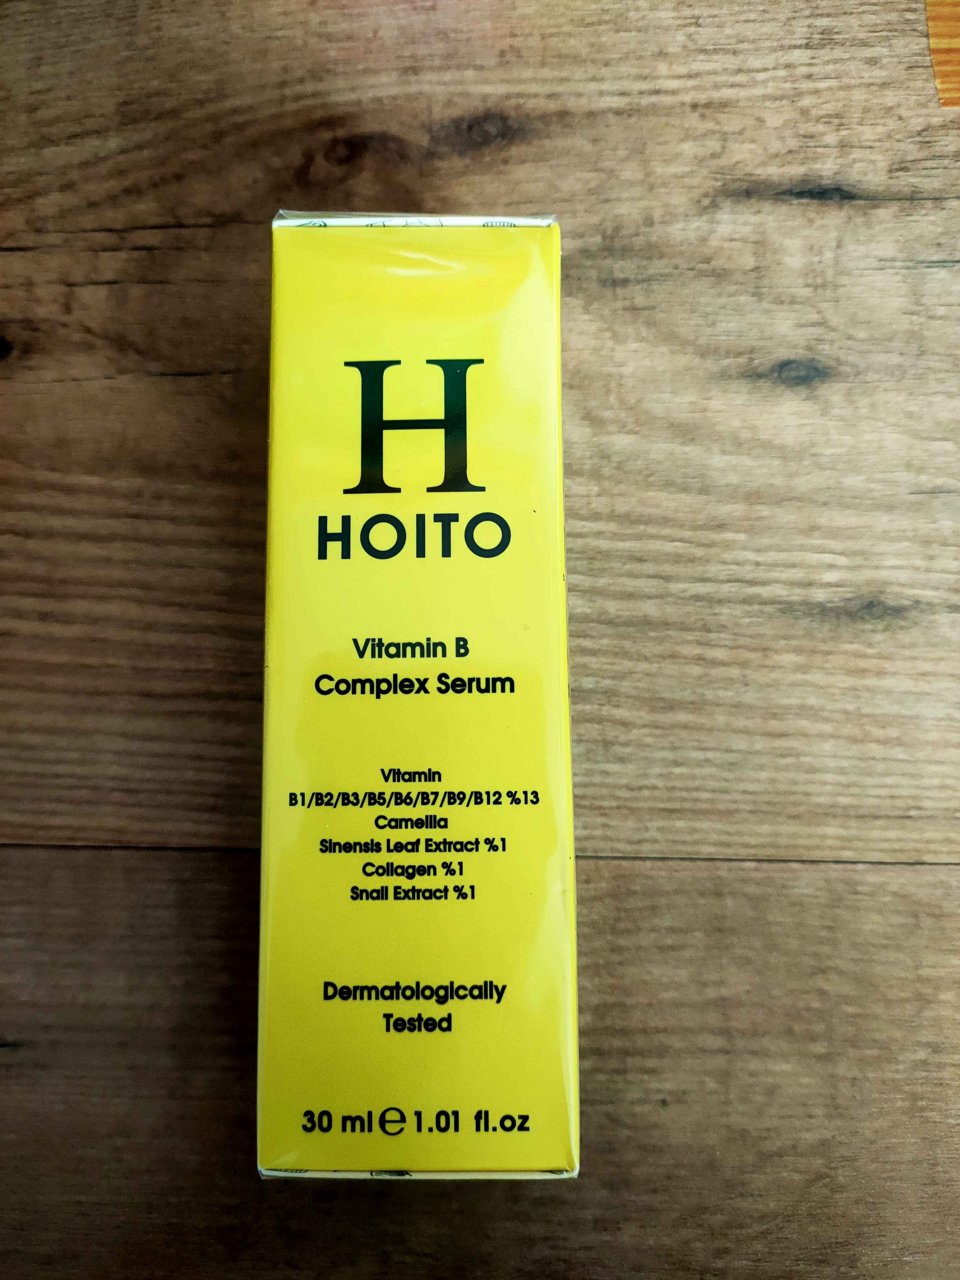 H
HOITO
Vitamin B
Complex Serum
Vitamin
B1/B2/B3/B5/B6/B7/B9/B12 %13
Camellia
Sinensis Leaf Extract %1
Collagen %1
Snail Extract %1
Dermatologically
Tested
30 ml e 1.01 fl.oz